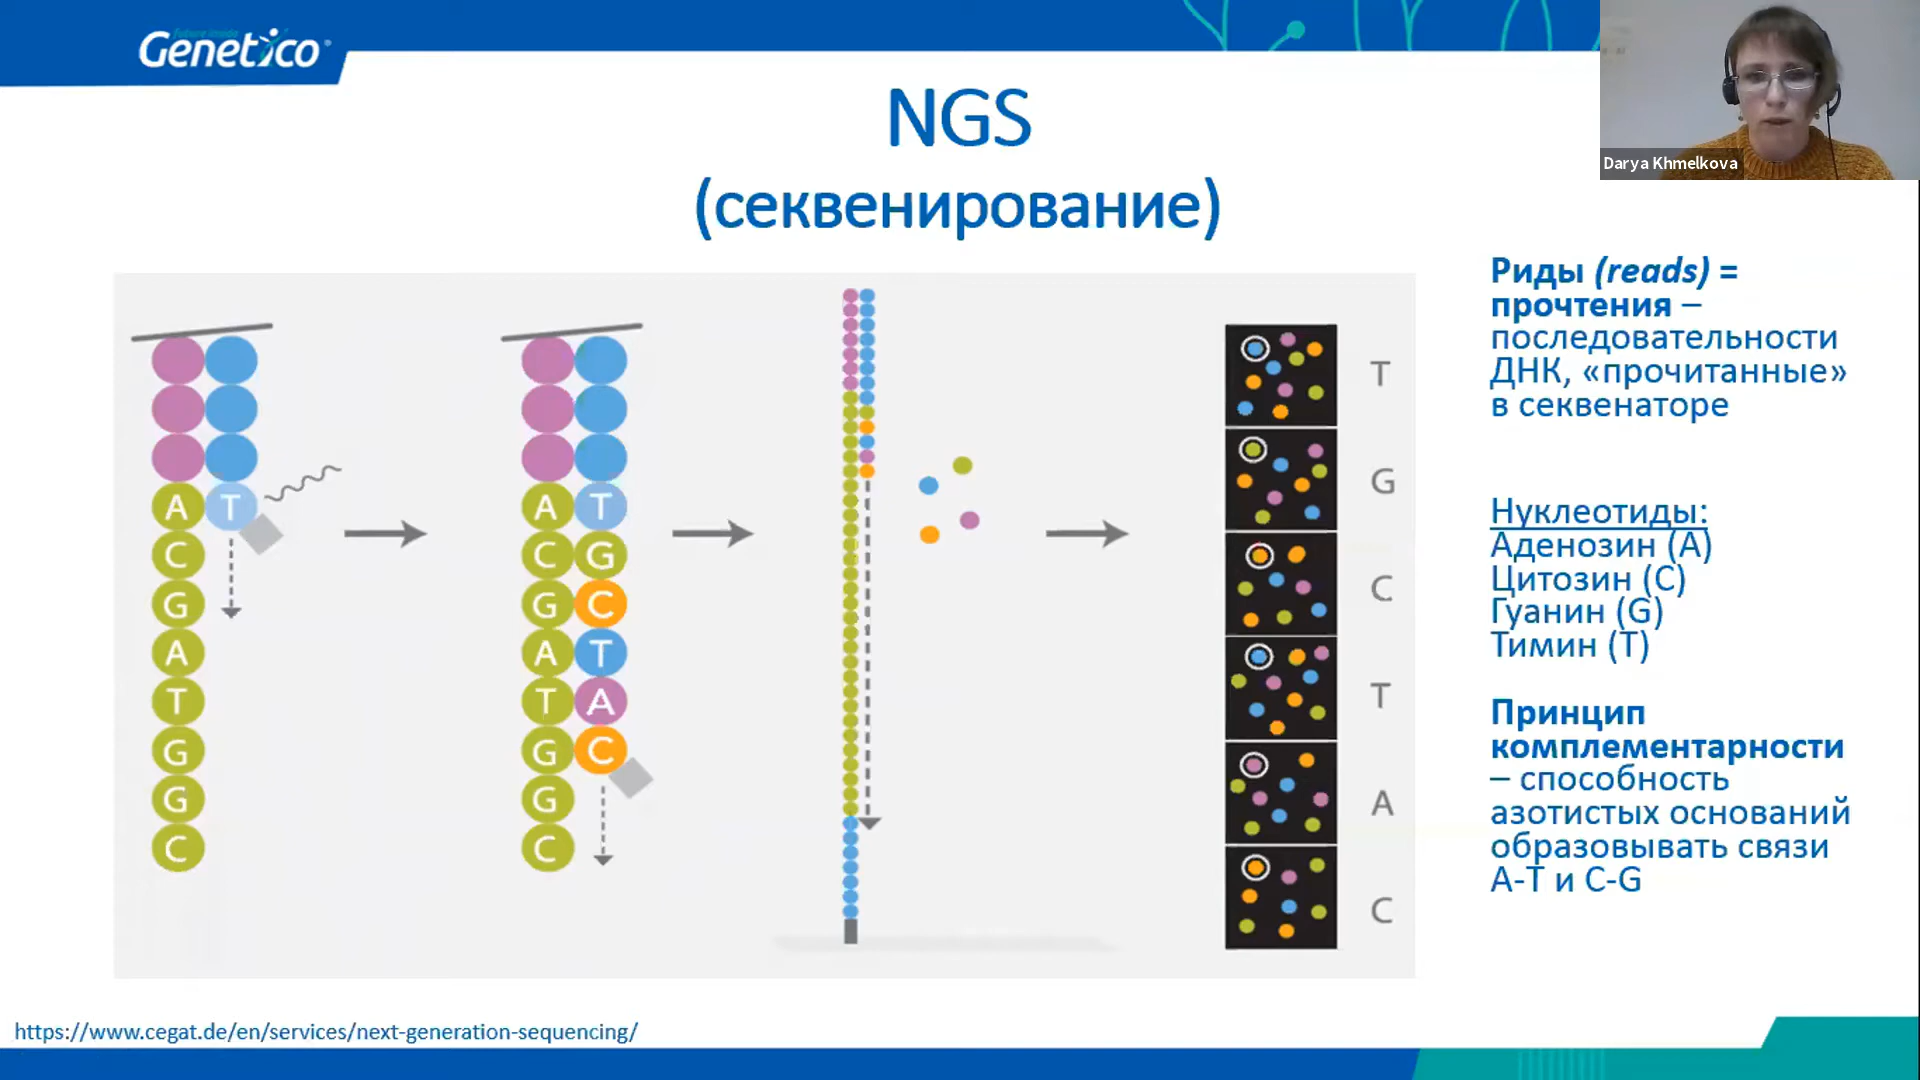 Genetico
Darya Khmelkova
NGS
(секвенирование)
Риды (reads) =
прочтения –
последовательности
ДНК, «прочитанные»
в секвенаторе
Нуклеотиды:
Аденозин (А)
Цитозин (С)
Гуанин (G)
Тимин (Т)
Принцип
комплементарности
– способность
азотистых оснований
образовывать связи
А-Т и С-G
A T
C
G
A
T
G
G
C
A T
C G
G C
A T
T A
G C
G
C
T
G
C
T
A
C
https://www.cegat.de/en/services/next-generation-sequencing/